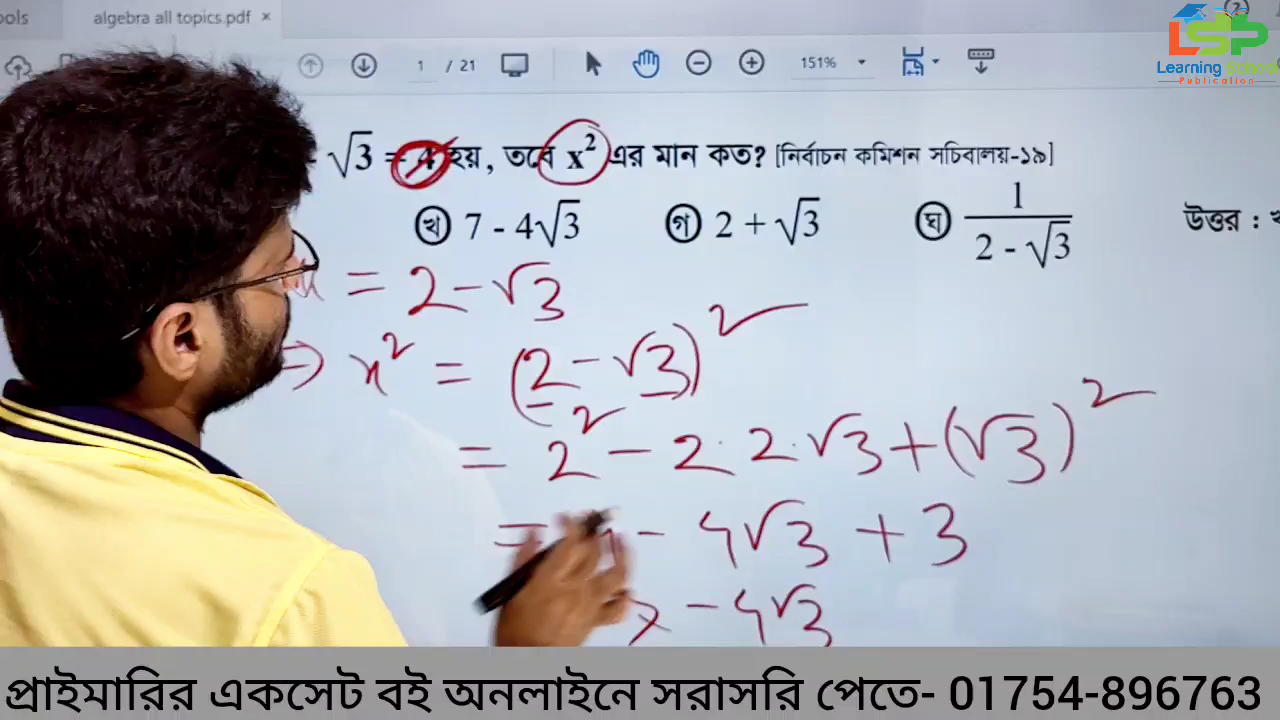 ools algebra all topics.pdf ×
1 / 21 151%
LSP
Learning School
Publication
√3 = 4 হয়, তবে x² এর মান কত? [নির্বাচন কমিশন সচিবালয়-১৯]
খ 7 - 4√3 গ 2 + √3 ঘ 1/(2 - √3) উত্তর :
x = 2 - √3
⇒ x² = (2 - √3)²
= 2² - 2·2·√3 + (√3)²
= 4 - 4√3 + 3
- 4√3
প্রাইমারির একসেট বই অনলাইনে সরাসরি পেতে- 01754-896763